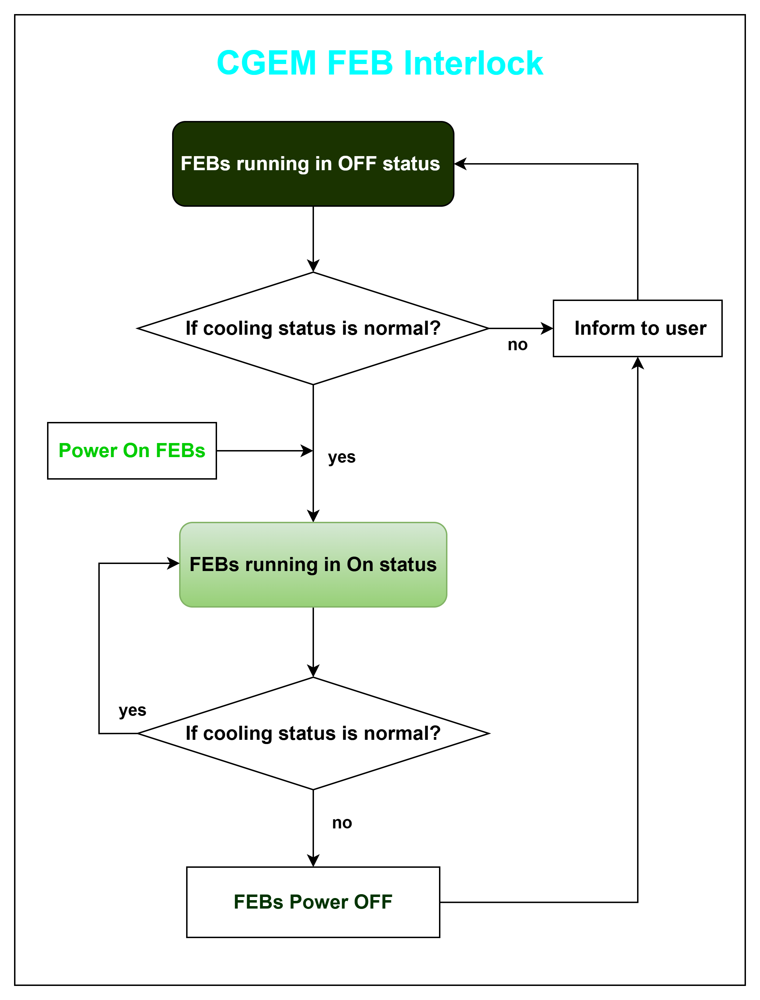 CGEM FEB Interlock
FEBs running in OFF status
If cooling status is normal?
no
Inform to user
Power On FEBs
yes
FEBs running in On status
yes
If cooling status is normal?
no
FEBs Power OFF